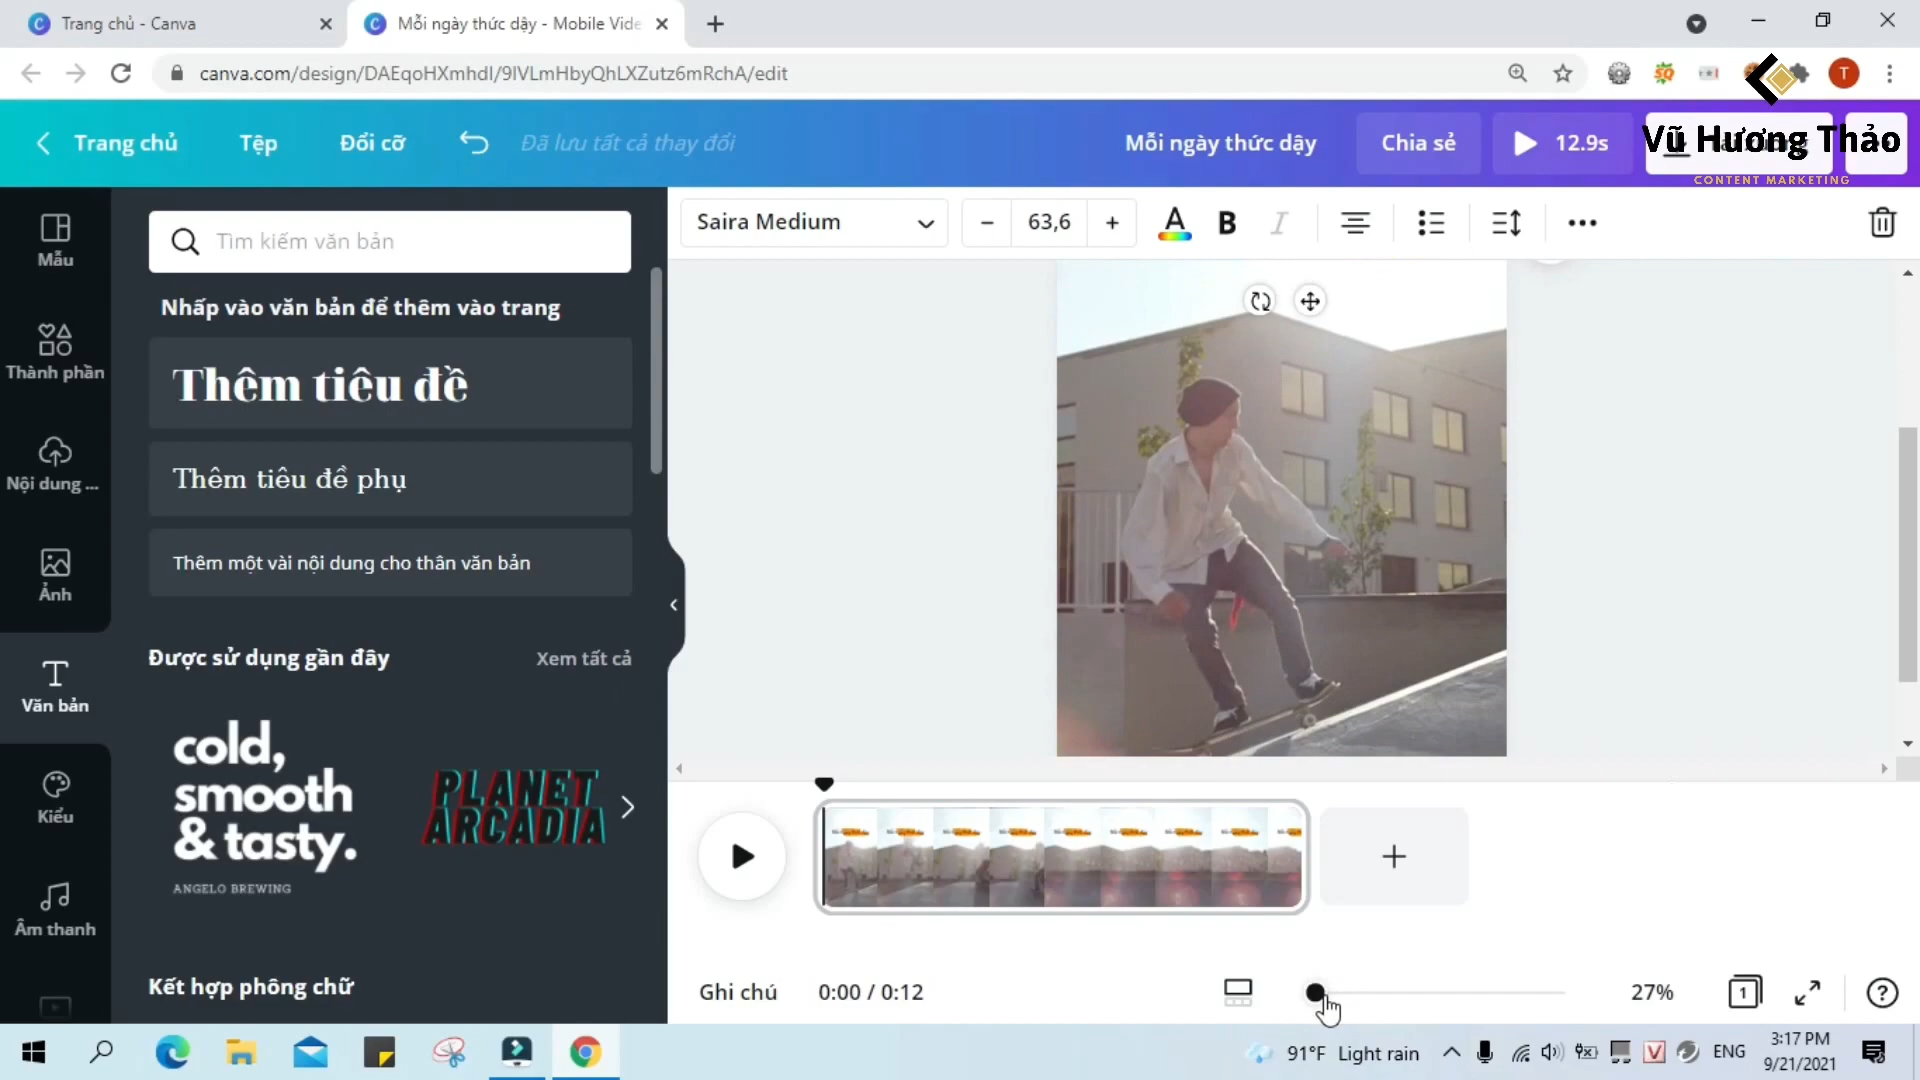 Trang chủ - Canva
Mỗi ngày thức dậy - Mobile Vide
canva.com/design/DAEqoHXmhdI/9IVLmHbyQhLXZutz6mRchA/edit
T
Trang chủ
Tệp
Đổi cỡ
Đã lưu tất cả thay đổi
Mỗi ngày thức dậy
Chia sẻ
12.9s
Vũ Hương Thảo
CONTENT MARKETING
Mẫu
Thành phần
Nội dung ...
Ảnh
Văn bản
Kiểu
Âm thanh
Tìm kiếm văn bản
Nhấp vào văn bản để thêm vào trang
Thêm tiêu đề
Thêm tiêu đề phụ
Thêm một vài nội dung cho thân văn bản
Được sử dụng gần đây
Xem tất cả
cold,
smooth
& tasty.
ANGELO BREWING
PLANET
ARCADIA
Kết hợp phông chữ
Saira Medium
63,6
A
B
I
Ghi chú
0:00 / 0:12
27%
1
91°F Light rain
ENG
3:17 PM
9/21/2021